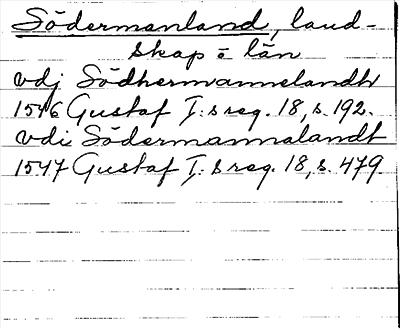 Södermanland, land-
skap o län
vdj Södhermannelandh
1546 Gustaf I:s reg. 18, s. 192.
vdi Södermannalandt
1547 Gustaf I:s reg. 18, s. 479